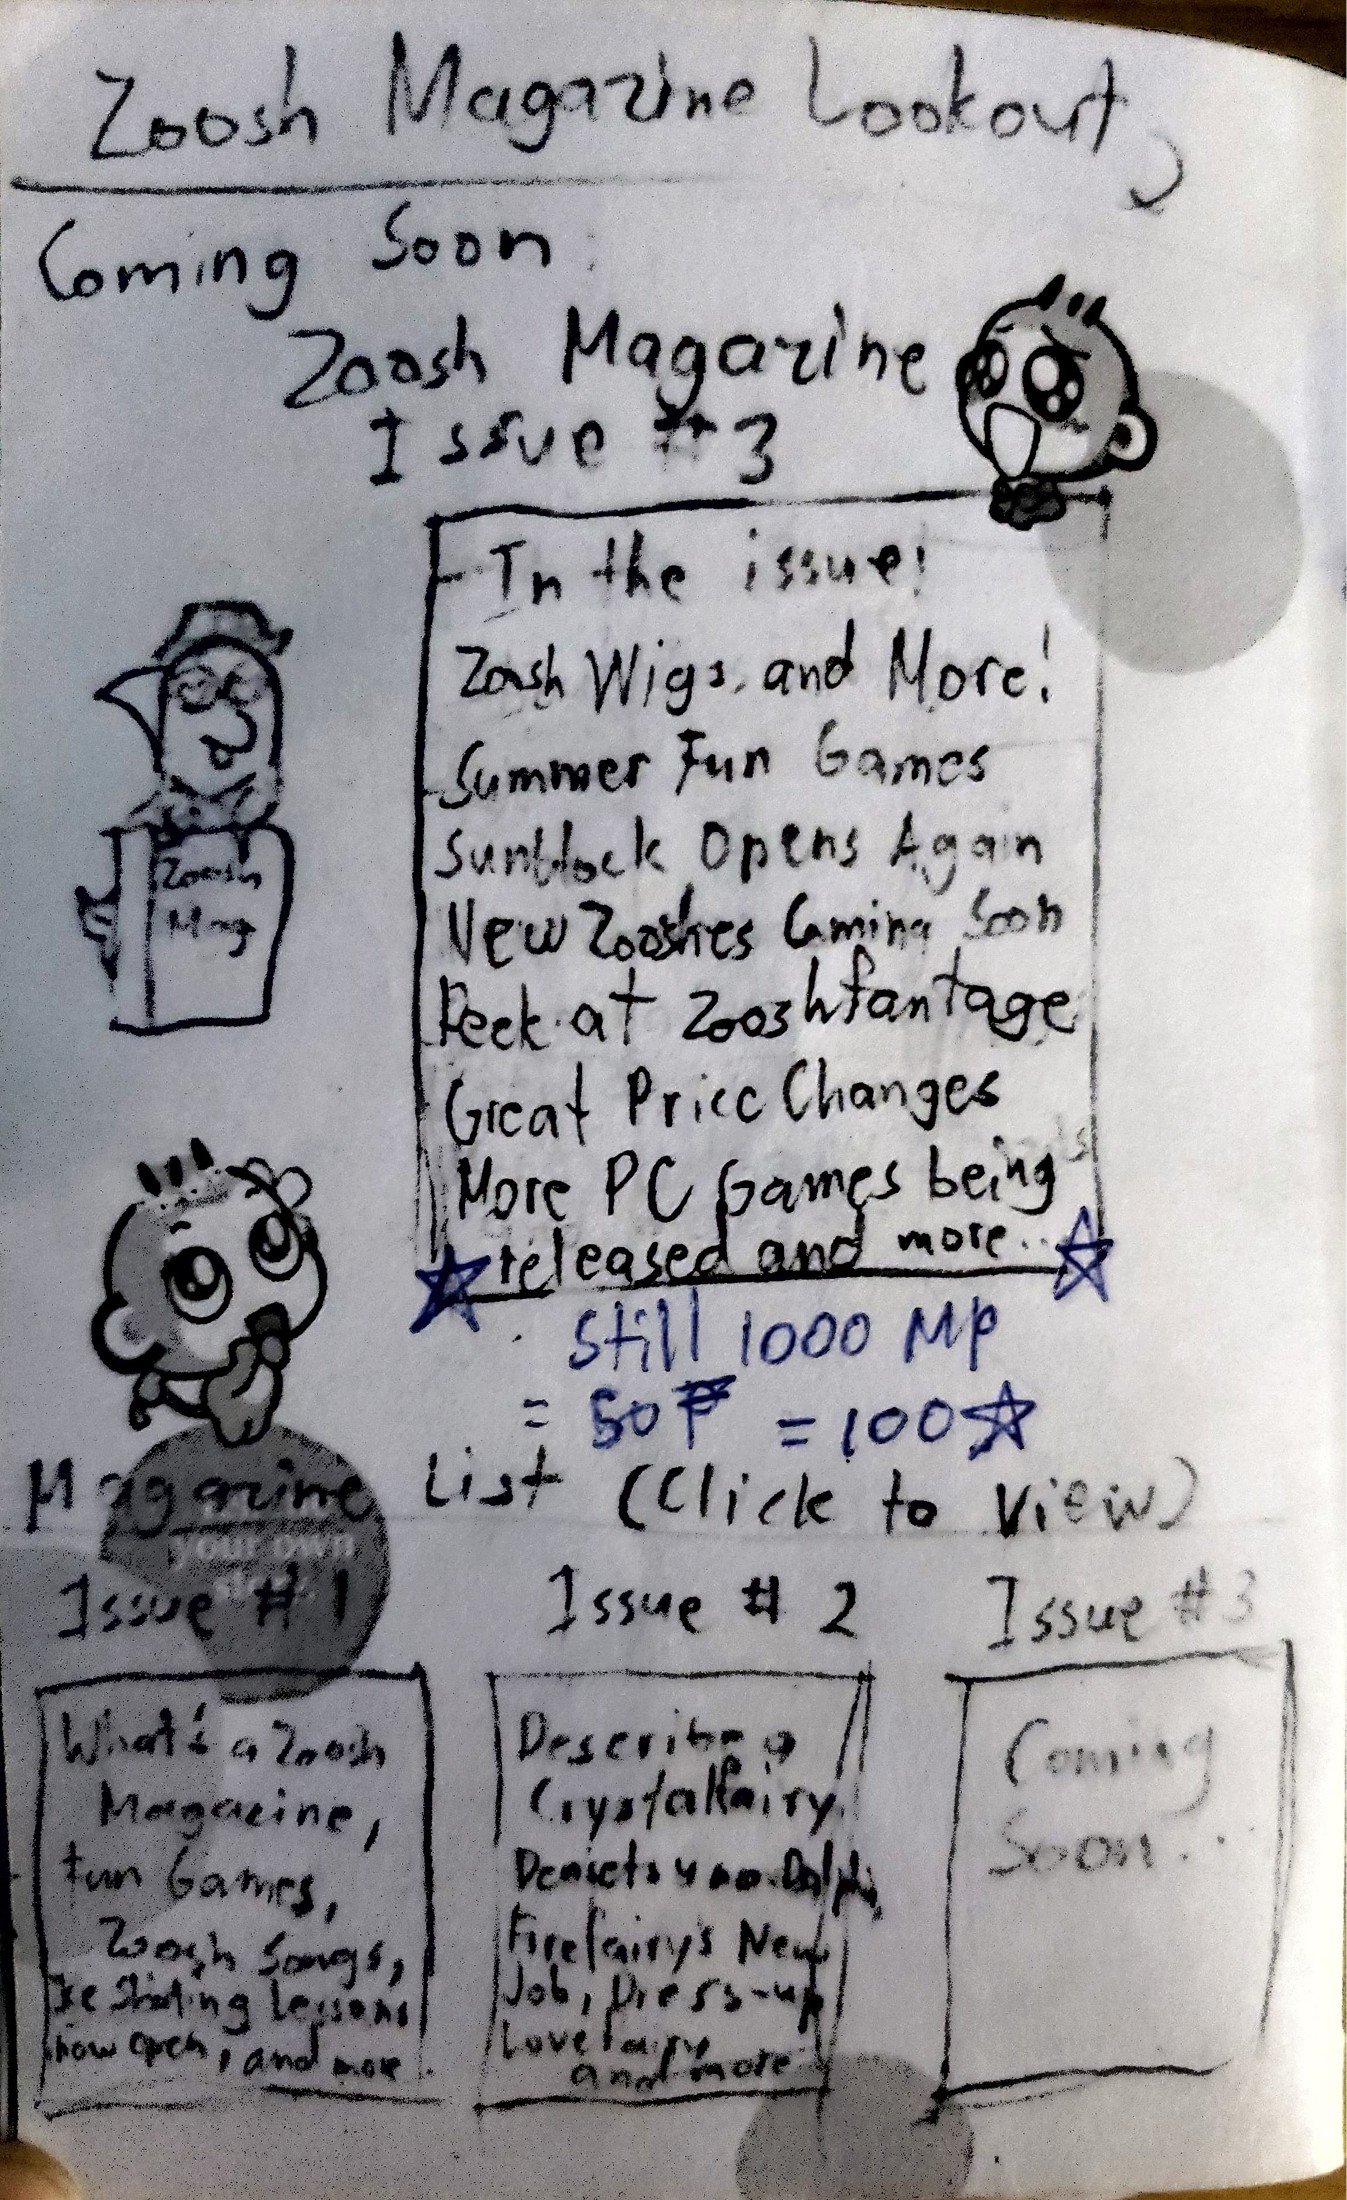 Zoosh Magazine Lookout
Coming Soon:
Zoosh Magazine
Issue #3
In the issue!
Zoosh Wigs, and More!
Summer Fun Games
Sunblock Opens Again
New Zooshies Coming Soon
Peek at Zooshfantage
Great Price Changes
More PC Games being
released and more...
Zoosh
Mag
Still 1000 MP
= 50₱ = 100☆
Magazine List (Click to View)
your own
Issue #1
What's a Zoosh
Magazine,
Fun Games,
Zoosh Songs,
Ice Skating Lessons
now open, and more.
Issue #2
Describe a
Crystalfairy,
Firefairy's New
Job, Dress-up
Lovefairy,
and more
Issue #3
Coming
Soon...